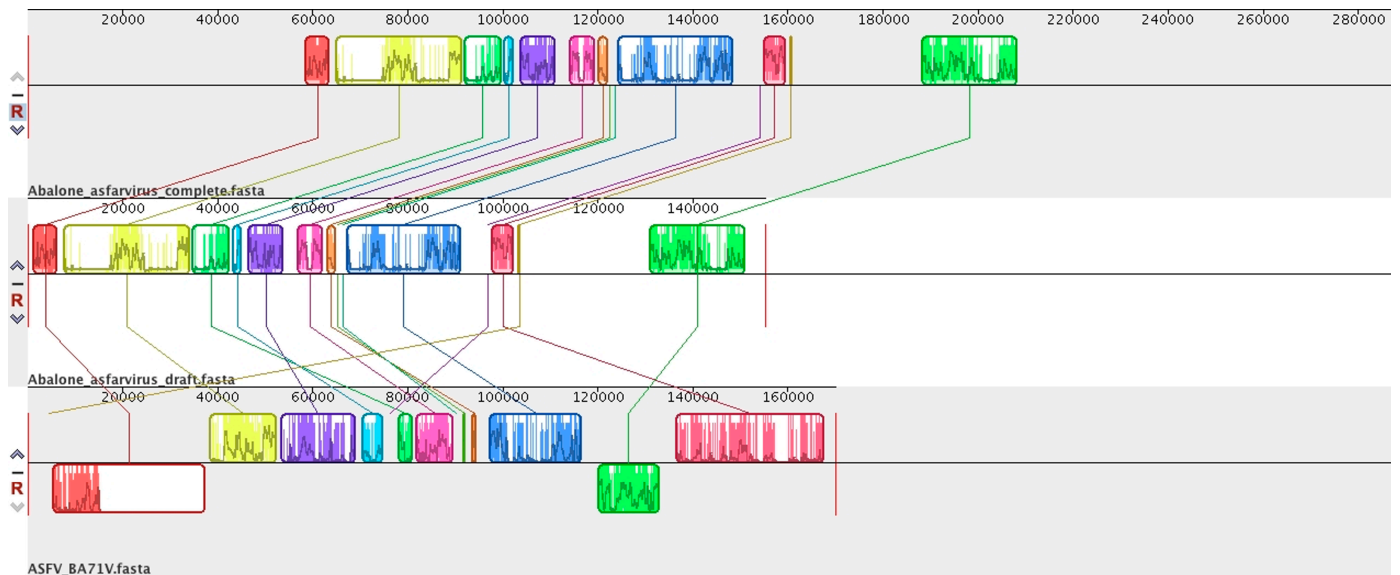 20000 40000 60000 80000 100000 120000 140000 160000 180000 200000 220000 240000 260000 280000
R
Abalone_asfarvirus_complete.fasta
20000 40000 60000 80000 100000 120000 140000
R
Abalone_asfarvirus_draft.fasta
20000 40000 60000 80000 100000 120000 140000 160000
R
ASFV_BA71V.fasta